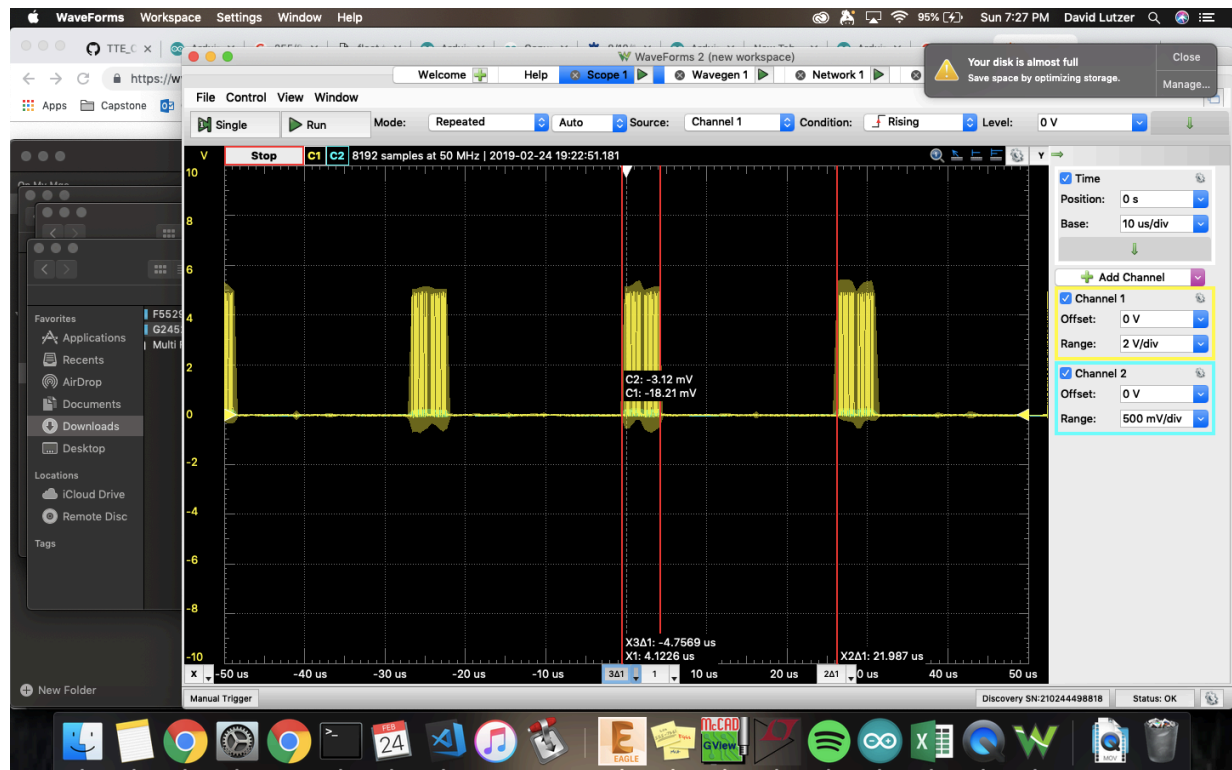 WaveForms Workspace Settings Window Help 95% Sun 7:27 PM David Lutzer
TTE_C
WaveForms 2 (new workspace)
Your disk is almost full
Save space by optimizing storage.
Close
Manage...
https://w
Welcome Help Scope 1 Wavegen 1 Network 1
Apps Capstone
File Control View Window
Single Run Mode: Repeated Auto Source: Channel 1 Condition: Rising Level: 0 V
V Stop C1 C2 8192 samples at 50 MHz | 2019-02-24 19:22:51.181 Y
10
8
6
4
2
0
-2
-4
-6
-8
-10
C2: -3.12 mV
C1: -18.21 mV
X3Δ1: -4.7569 us
X1: 4.1226 us
X2Δ1: 21.987 us
X -50 us -40 us -30 us -20 us -10 us 3Δ1 1 10 us 20 us 2Δ1 0 us 40 us 50 us
Manual Trigger Discovery SN:210244498818 Status: OK
Time
Position: 0 s
Base: 10 us/div
Add Channel
Channel 1
Offset: 0 V
Range: 2 V/div
Channel 2
Offset: 0 V
Range: 500 mV/div
Favorites
Applications
Recents
AirDrop
Documents
Downloads
Desktop
Locations
iCloud Drive
Remote Disc
Tags
New Folder
F5529
G245
Multi
FEB
24
EAGLE
McCAD
GView
MOV